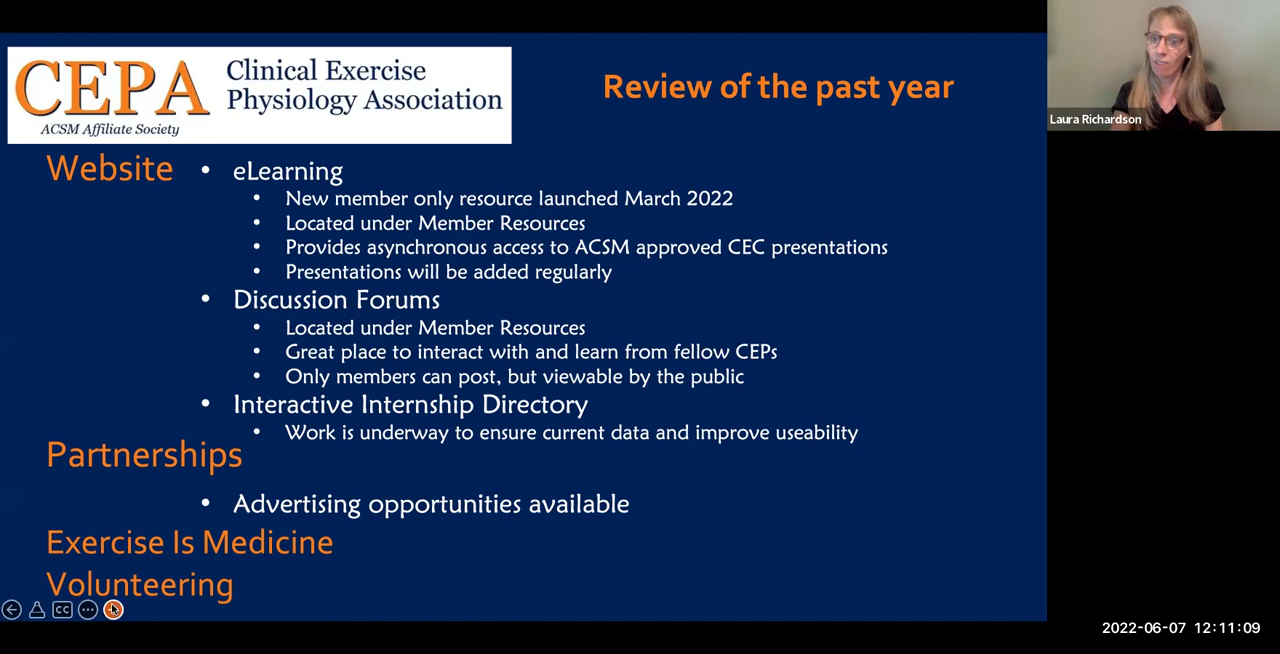 CEPA
Clinical Exercise
Physiology Association
ACSM Affiliate Society
Review of the past year
Laura Richardson
Website
• eLearning
• New member only resource launched March 2022
• Located under Member Resources
• Provides asynchronous access to ACSM approved CEC presentations
• Presentations will be added regularly
• Discussion Forums
• Located under Member Resources
• Great place to interact with and learn from fellow CEPs
• Only members can post, but viewable by the public
• Interactive Internship Directory
• Work is underway to ensure current data and improve useability
Partnerships
• Advertising opportunities available
Exercise Is Medicine
Volunteering
CC
2022-06-07 12:11:09